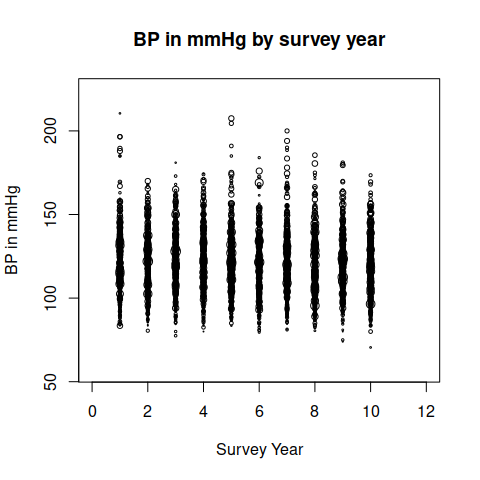 BP in mmHg by survey year
BP in mmHg
200
150
100
50
0 2 4 6 8 10 12
Survey Year